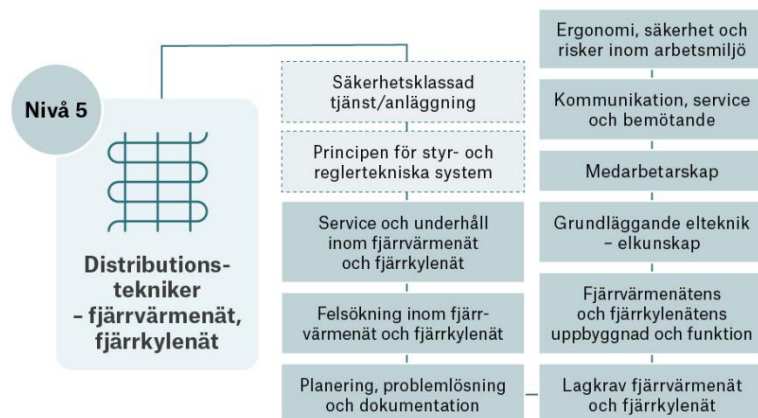 Nivå 5
Distributions-
tekniker
– fjärrvärmenät,
fjärrkylenät
Säkerhetsklassad
tjänst/anläggning
Principen för styr- och
reglertekniska system
Service och underhåll
inom fjärrvärmenät
och fjärrkylenät
Felsökning inom fjärr-
värmenät och fjärrkylenät
Planering, problemlösning
och dokumentation
Ergonomi, säkerhet och
risker inom arbetsmiljö
Kommunikation, service
och bemötande
Medarbetarskap
Grundläggande elteknik
– elkunskap
Fjärrvärmenätens
och fjärrkylenätens
uppbyggnad och funktion
Lagkrav fjärrvärmenät
och fjärrkylenät